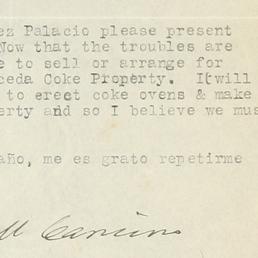 ez Palacio please present
Now that the troubles are
e to sell or arrange for
ceda Coke Property. It will
to erect coke ovens & make
erty and so I believe we mus
año, me es grato repetirme